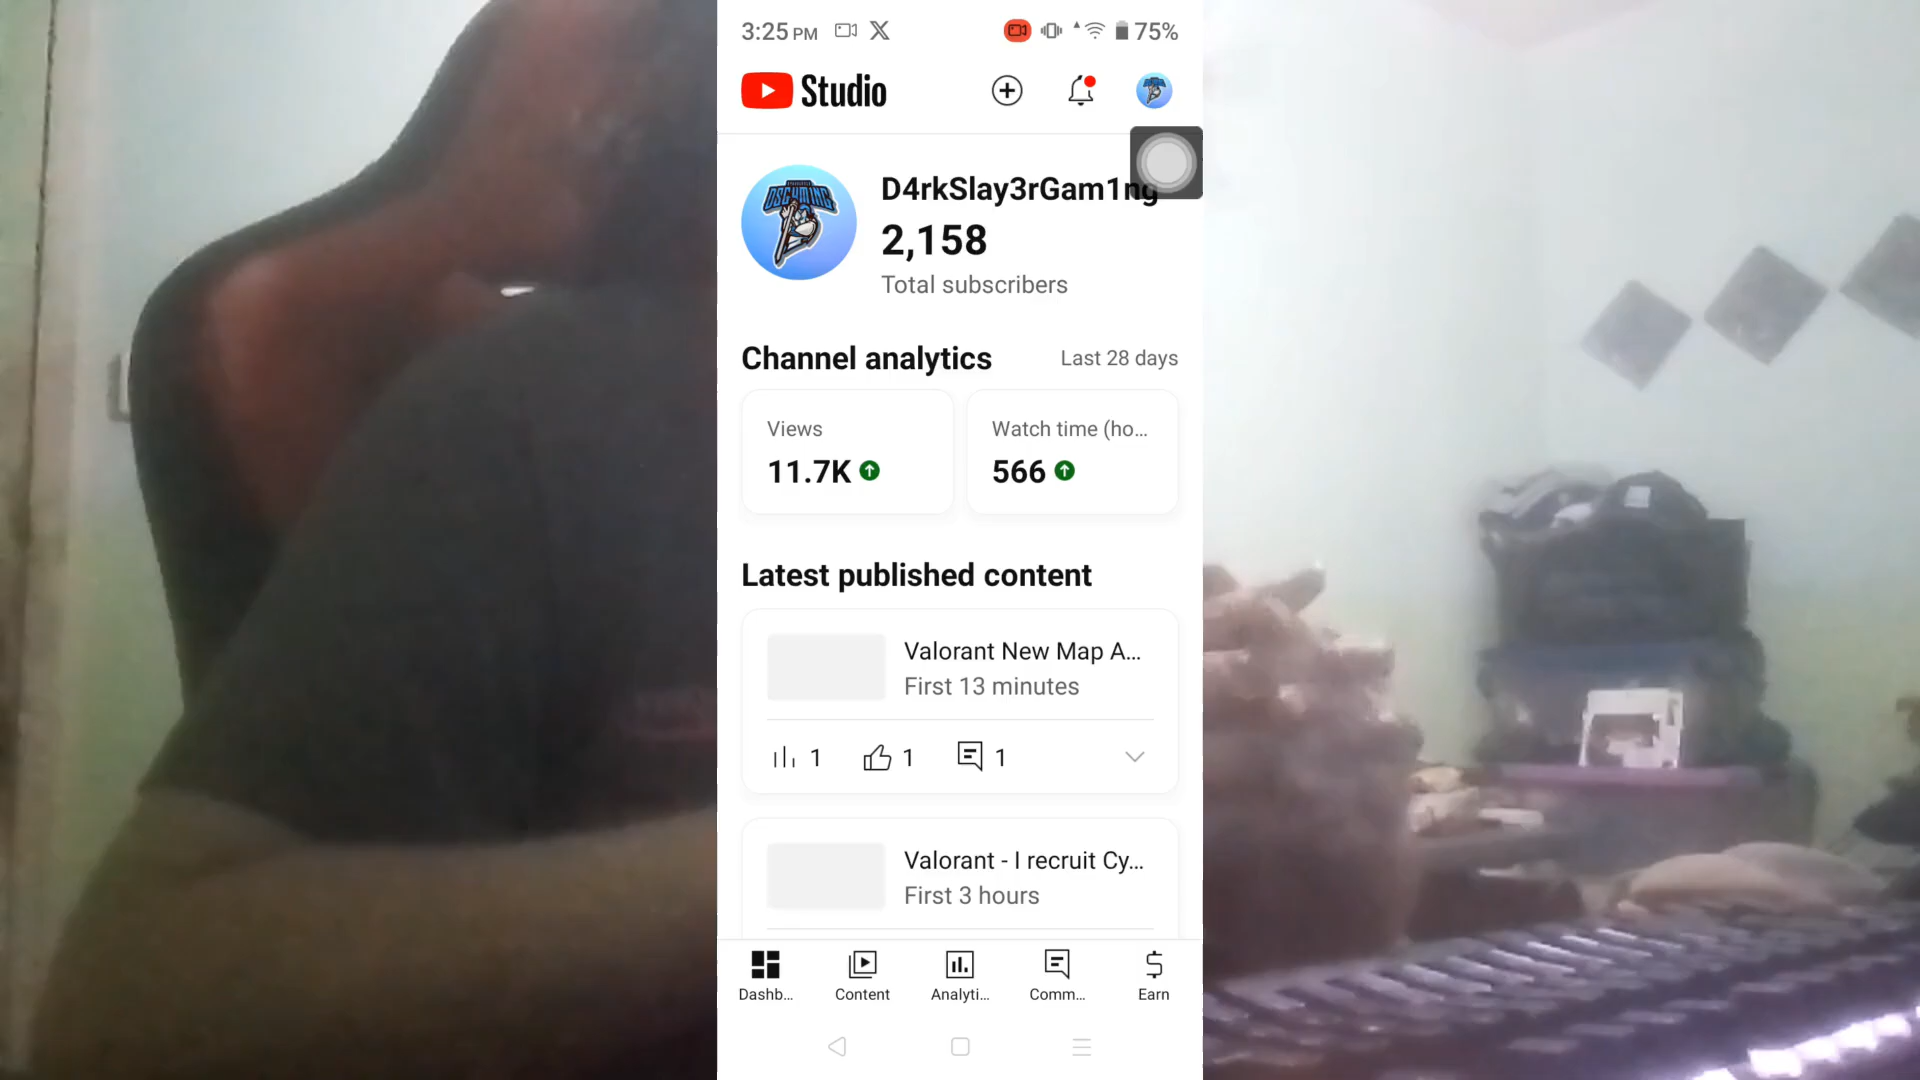 3:25 PM 75%
Studio
D4rkSlay3rGam1ng
2,158
Total subscribers
Channel analytics Last 28 days
Views Watch time (ho...
11.7K 566
Latest published content
Valorant New Map A...
First 13 minutes
1 1 1
Valorant - I recruit Cy...
First 3 hours
Dashb... Content Analyti... Comm... Earn